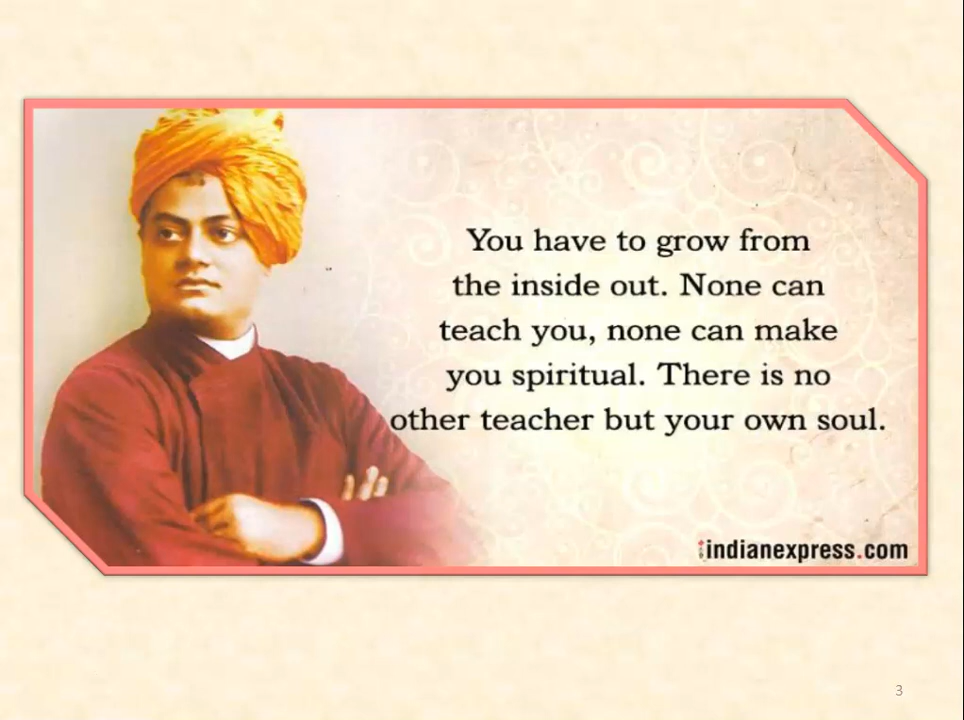 You have to grow from
the inside out. None can
teach you, none can make
you spiritual. There is no
other teacher but your own soul.
indianexpress.com
3